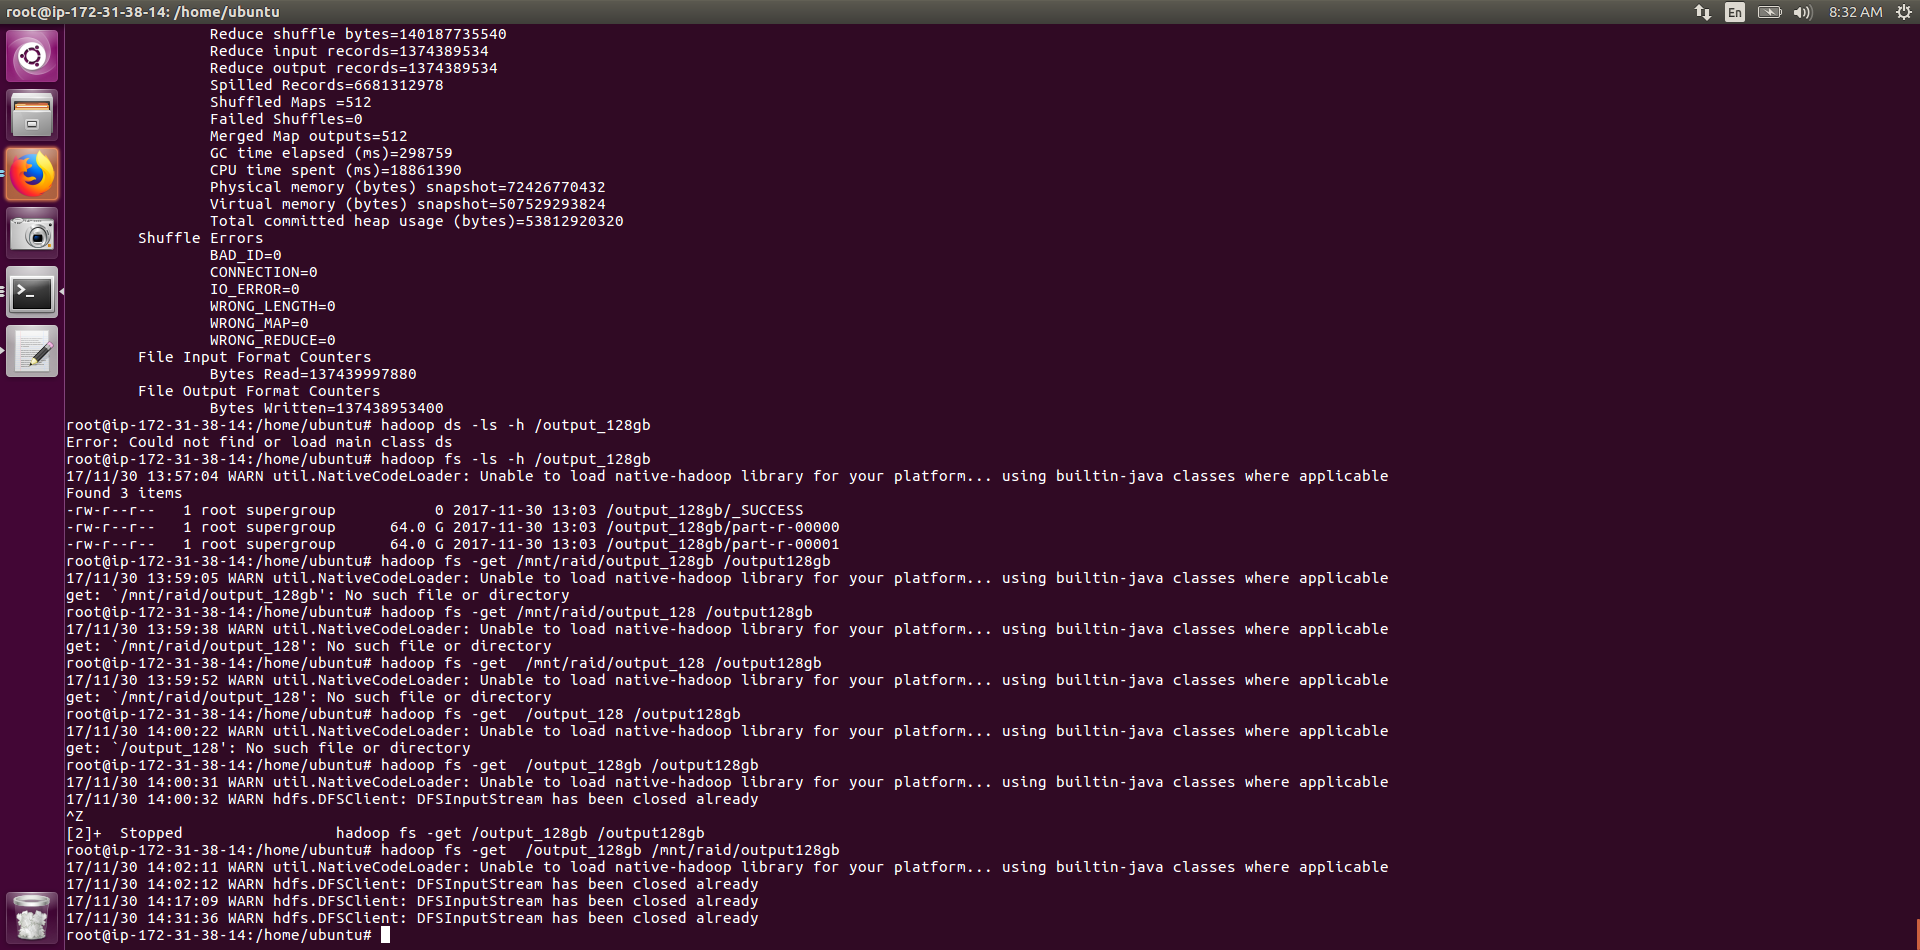 root@ip-172-31-38-14: /home/ubuntu
En
8:32 AM
Reduce shuffle bytes=140187735540
Reduce input records=1374389534
Reduce output records=1374389534
Spilled Records=6681312978
Shuffled Maps =512
Failed Shuffles=0
Merged Map outputs=512
GC time elapsed (ms)=298759
CPU time spent (ms)=18861390
Physical memory (bytes) snapshot=72426770432
Virtual memory (bytes) snapshot=507529293824
Total committed heap usage (bytes)=53812920320
Shuffle Errors
BAD_ID=0
CONNECTION=0
IO_ERROR=0
WRONG_LENGTH=0
WRONG_MAP=0
WRONG_REDUCE=0
File Input Format Counters
Bytes Read=137439997880
File Output Format Counters
Bytes Written=137438953400
root@ip-172-31-38-14:/home/ubuntu# hadoop ds -ls -h /output_128gb
Error: Could not find or load main class ds
root@ip-172-31-38-14:/home/ubuntu# hadoop fs -ls -h /output_128gb
17/11/30 13:57:04 WARN util.NativeCodeLoader: Unable to load native-hadoop library for your platform... using builtin-java classes where applicable
Found 3 items
-rw-r--r--   1 root supergroup           0 2017-11-30 13:03 /output_128gb/_SUCCESS
-rw-r--r--   1 root supergroup      64.0 G 2017-11-30 13:03 /output_128gb/part-r-00000
-rw-r--r--   1 root supergroup      64.0 G 2017-11-30 13:03 /output_128gb/part-r-00001
root@ip-172-31-38-14:/home/ubuntu# hadoop fs -get /mnt/raid/output_128gb /output128gb
17/11/30 13:59:05 WARN util.NativeCodeLoader: Unable to load native-hadoop library for your platform... using builtin-java classes where applicable
get: `/mnt/raid/output_128gb': No such file or directory
root@ip-172-31-38-14:/home/ubuntu# hadoop fs -get /mnt/raid/output_128 /output128gb
17/11/30 13:59:38 WARN util.NativeCodeLoader: Unable to load native-hadoop library for your platform... using builtin-java classes where applicable
get: `/mnt/raid/output_128': No such file or directory
root@ip-172-31-38-14:/home/ubuntu# hadoop fs -get  /mnt/raid/output_128 /output128gb
17/11/30 13:59:52 WARN util.NativeCodeLoader: Unable to load native-hadoop library for your platform... using builtin-java classes where applicable
get: `/mnt/raid/output_128': No such file or directory
root@ip-172-31-38-14:/home/ubuntu# hadoop fs -get  /output_128 /output128gb
17/11/30 14:00:22 WARN util.NativeCodeLoader: Unable to load native-hadoop library for your platform... using builtin-java classes where applicable
get: `/output_128': No such file or directory
root@ip-172-31-38-14:/home/ubuntu# hadoop fs -get  /output_128gb /output128gb
17/11/30 14:00:31 WARN util.NativeCodeLoader: Unable to load native-hadoop library for your platform... using builtin-java classes where applicable
17/11/30 14:00:32 WARN hdfs.DFSClient: DFSInputStream has been closed already
^Z
[2]+  Stopped                 hadoop fs -get /output_128gb /output128gb
root@ip-172-31-38-14:/home/ubuntu# hadoop fs -get  /output_128gb /mnt/raid/output128gb
17/11/30 14:02:11 WARN util.NativeCodeLoader: Unable to load native-hadoop library for your platform... using builtin-java classes where applicable
17/11/30 14:02:12 WARN hdfs.DFSClient: DFSInputStream has been closed already
17/11/30 14:17:09 WARN hdfs.DFSClient: DFSInputStream has been closed already
17/11/30 14:31:36 WARN hdfs.DFSClient: DFSInputStream has been closed already
root@ip-172-31-38-14:/home/ubuntu#